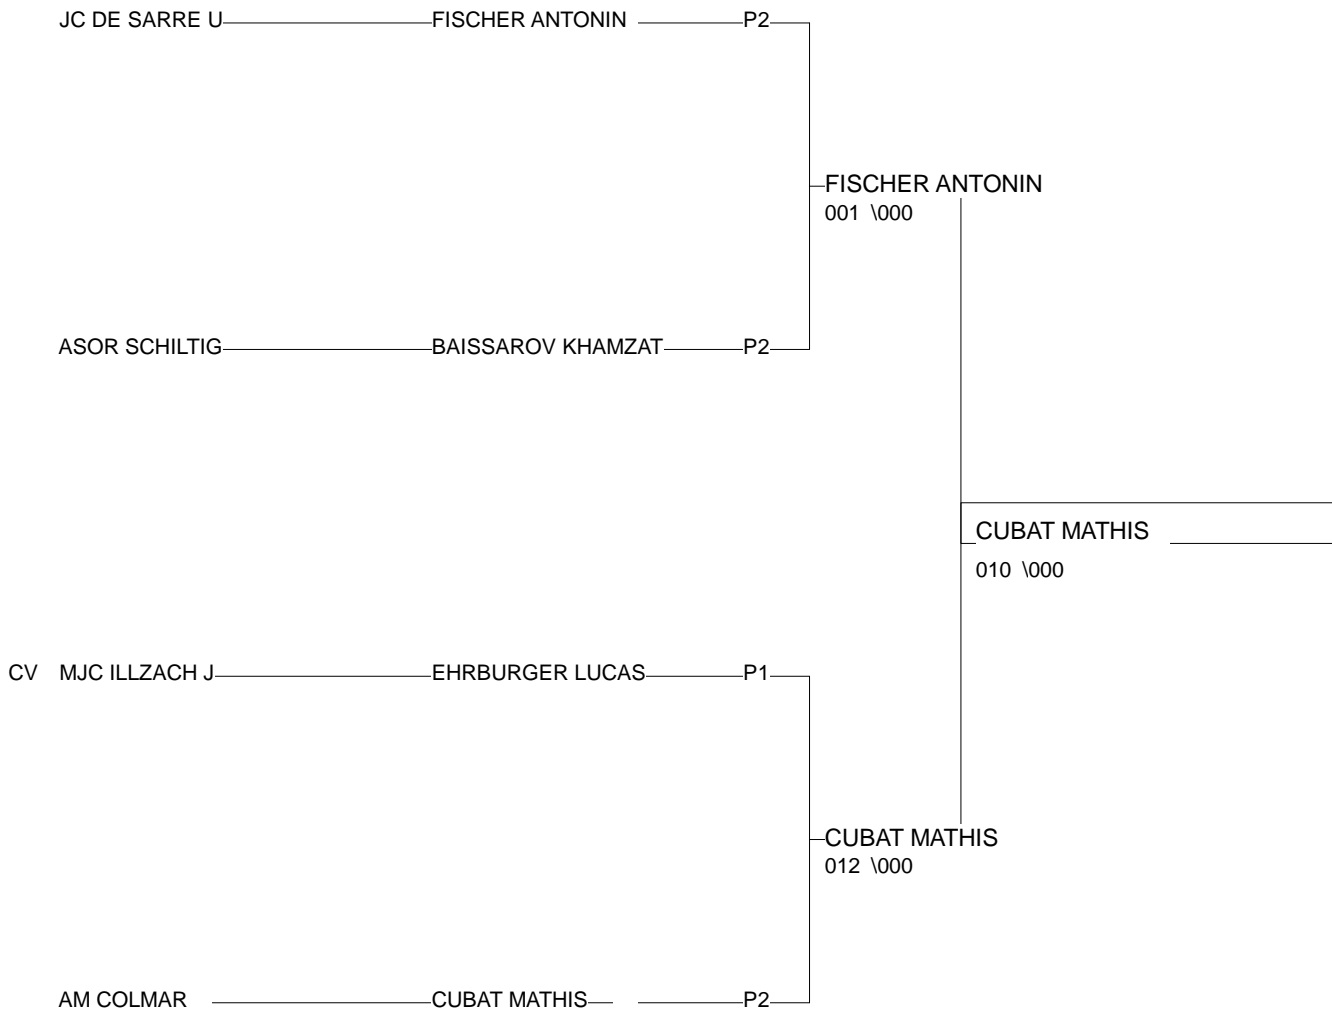 JC DE SARRE U FISCHER ANTONIN P2
FISCHER ANTONIN
001 \000
ASOR SCHILTIG BAISSAROV KHAMZAT P2
CUBAT MATHIS
010 \000
CV MJC ILLZACH J EHRBURGER LUCAS P1
CUBAT MATHIS
012 \000
AM COLMAR CUBAT MATHIS P2